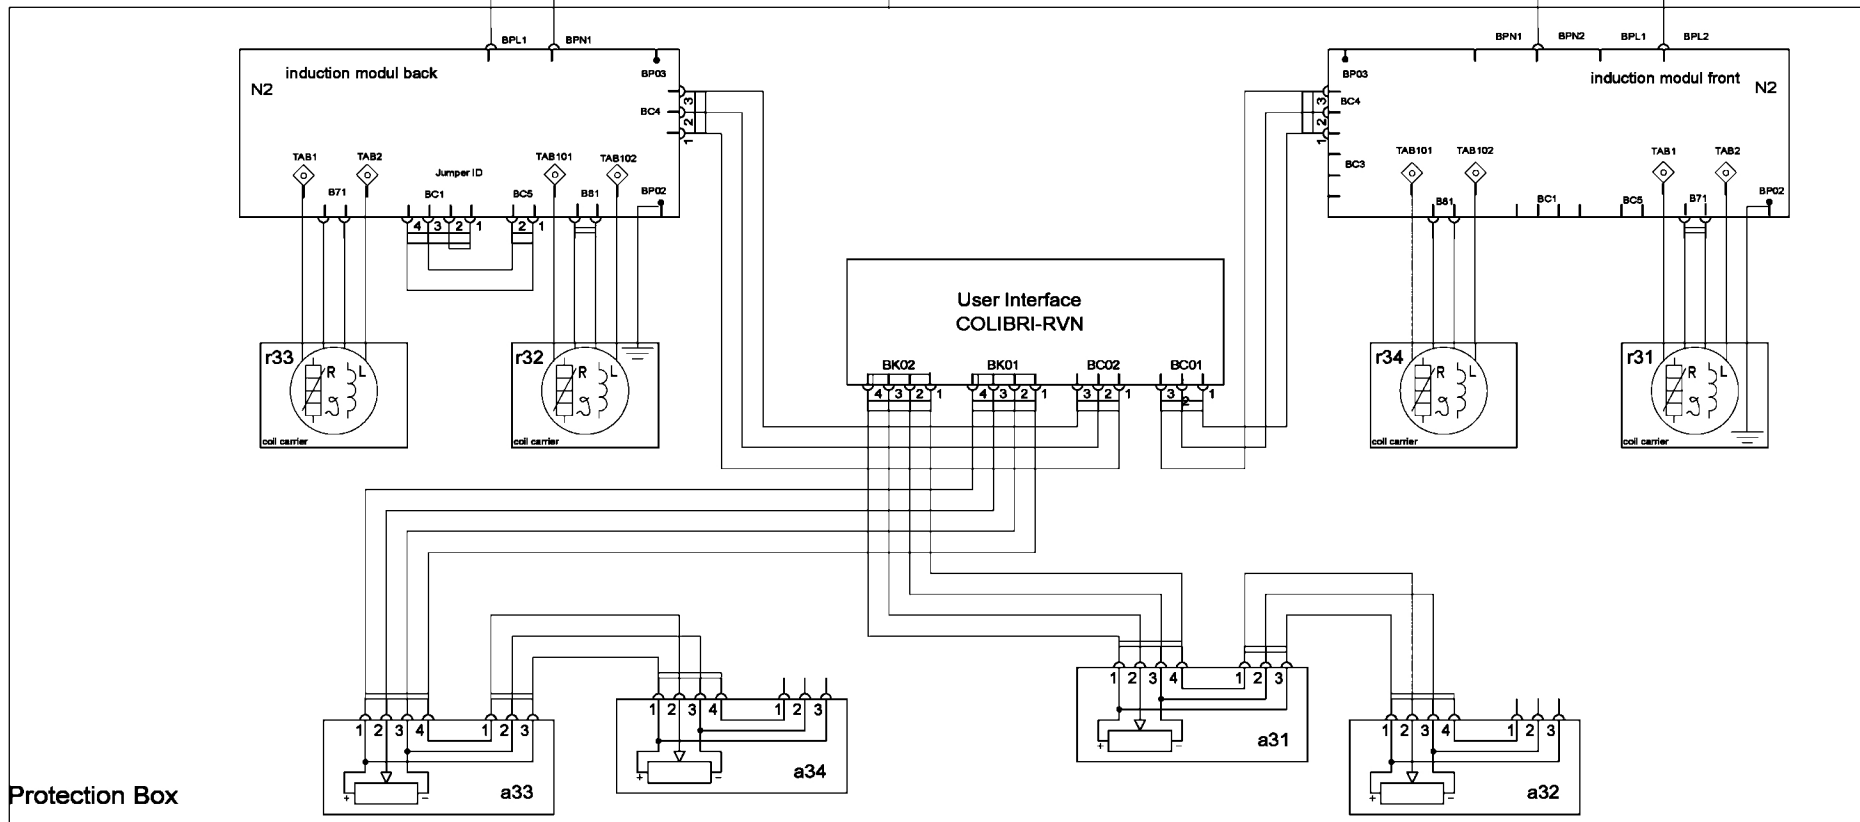 BPL1 BPN1 BPN1 BPN2 BPL1 BPL2
induction modul back BP03 BP03 induction modul front
N2 N2
BC4 3 2 1 3 2 1 BC4
TAB1 TAB2 TAB101 TAB102 TAB101 TAB102 TAB1 TAB2
Jumper ID BC3
B71 BC1 BC5 B81 BP02 B81 BC1 BC5 B71 BP02
4 3 2 1 2 1
User Interface
COLIBRI-RVN
r33 R L r32 R L r34 R L r31 R L
BK02 BK01 BC02 BC01
4 3 2 1 4 3 2 1 3 2 1 3 2 1
coil carrier coil carrier coil carrier coil carrier
1 2 3 4 1 2 3
a31
+ −
1 2 3 4 1 2 3
a34
+ −
1 2 3 4 1 2 3
a33
+ −
1 2 3 4 1 2 3
a32
+ −
Protection Box